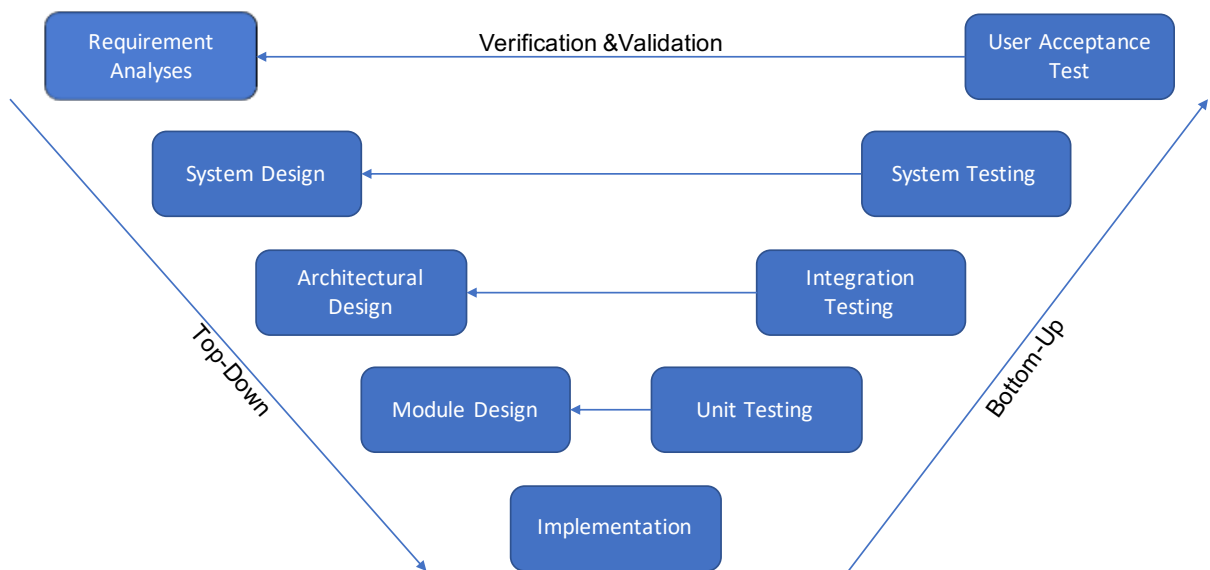 Requirement
Analyses
Verification &Validation
User Acceptance
Test
System Design
System Testing
Architectural
Design
Integration
Testing
Top-Down
Bottom-Up
Module Design
Unit Testing
Implementation